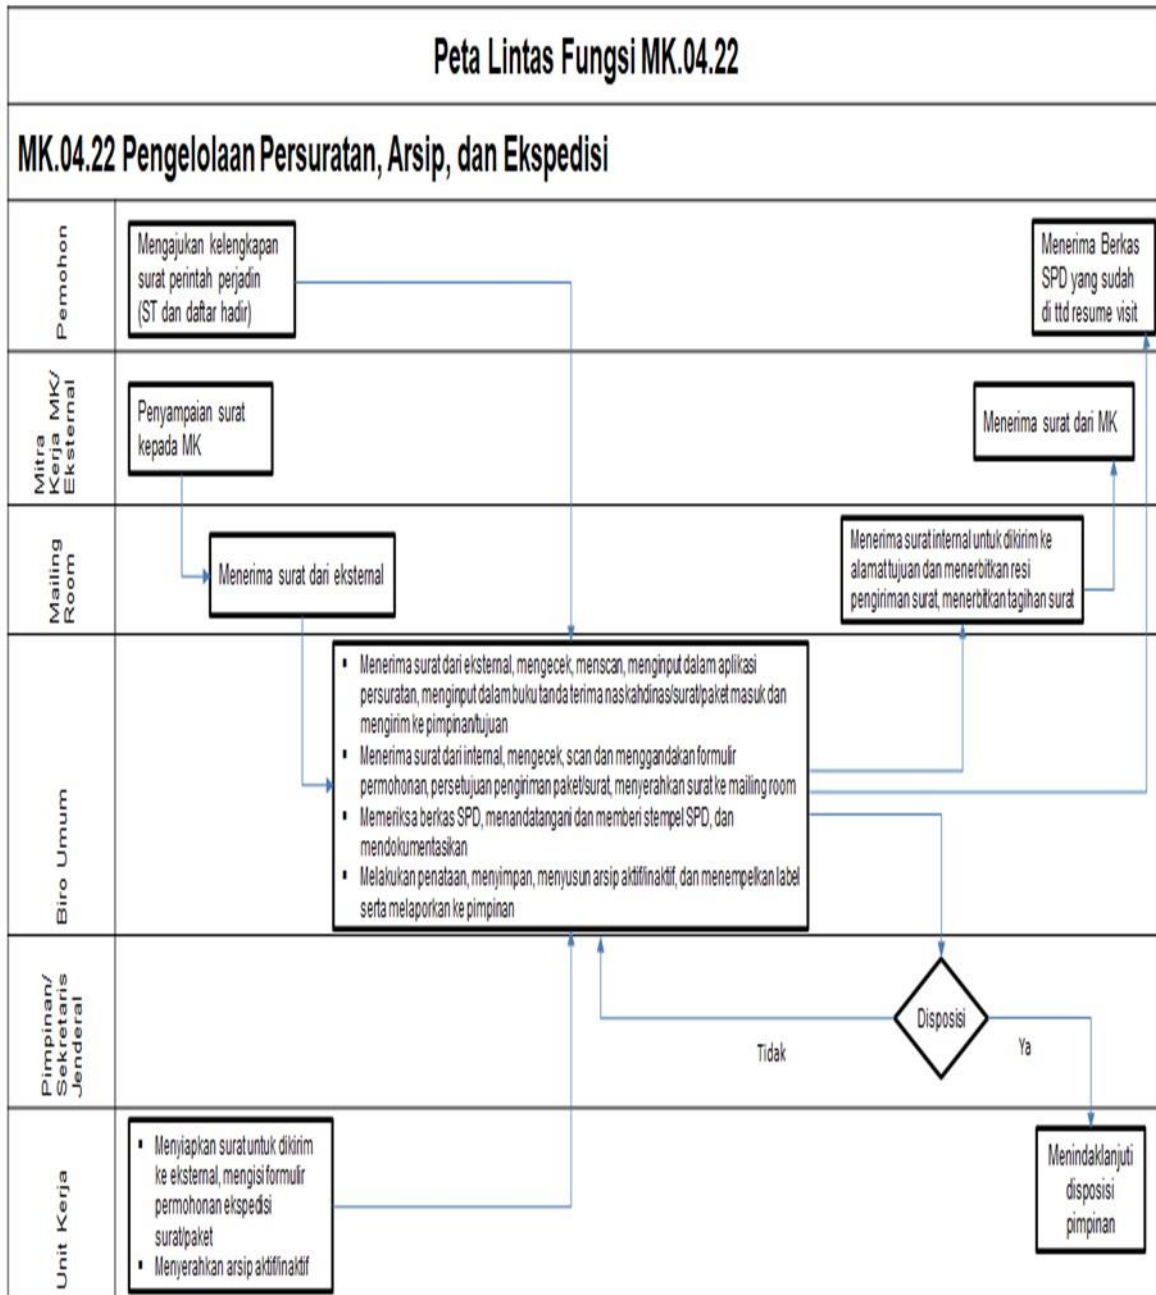 Peta Lintas Fungsi MK.04.22
MK.04.22 Pengelolaan Persuratan, Arsip, dan Ekspedisi
Pemohon
Mengajukan kelengkapan
surat perintah perjadin
(ST dan daftar hadir)
Menerima Berkas
SPD yang sudah
di ttd resume visit
Mitra
Kerja MK/
Eksternal
Penyampaian surat
kepada MK
Menerima surat dari MK
Mailing
Room
Menerima surat dari eksternal
Menerima surat internal untuk dikirim ke
alamat tujuan dan menerbitkan resi
pengiriman surat, menerbitkan tagihan surat
Biro Umum
▪ Menerima surat dari eksternal, mengecek, menscan, menginput dalam aplikasi
persuratan, menginput dalam buku tanda terima naskahdinas/surat/paket masuk dan
mengirim ke pimpinan/tujuan
▪ Menerima surat dari internal, mengecek, scan dan menggandakan formulir
permohonan, persetujuan pengiriman paket/surat, menyerahkan surat ke mailing room
▪ Memeriksa berkas SPD, menandatangani dan memberi stempel SPD, dan
mendokumentasikan
▪ Melakukan penataan, menyimpan, menyusun arsip aktif/inaktif, dan menempelkan label
serta melaporkan ke pimpinan
Pimpinan/
Sekretaris
Jenderal
Disposisi
Tidak
Ya
Unit Kerja
▪ Menyiapkan surat untuk dikirim
ke eksternal, mengisi formulir
permohonan ekspedisi
surat/paket
▪ Menyerahkan arsip aktif/inaktif
Menindaklanjuti
disposisi
pimpinan